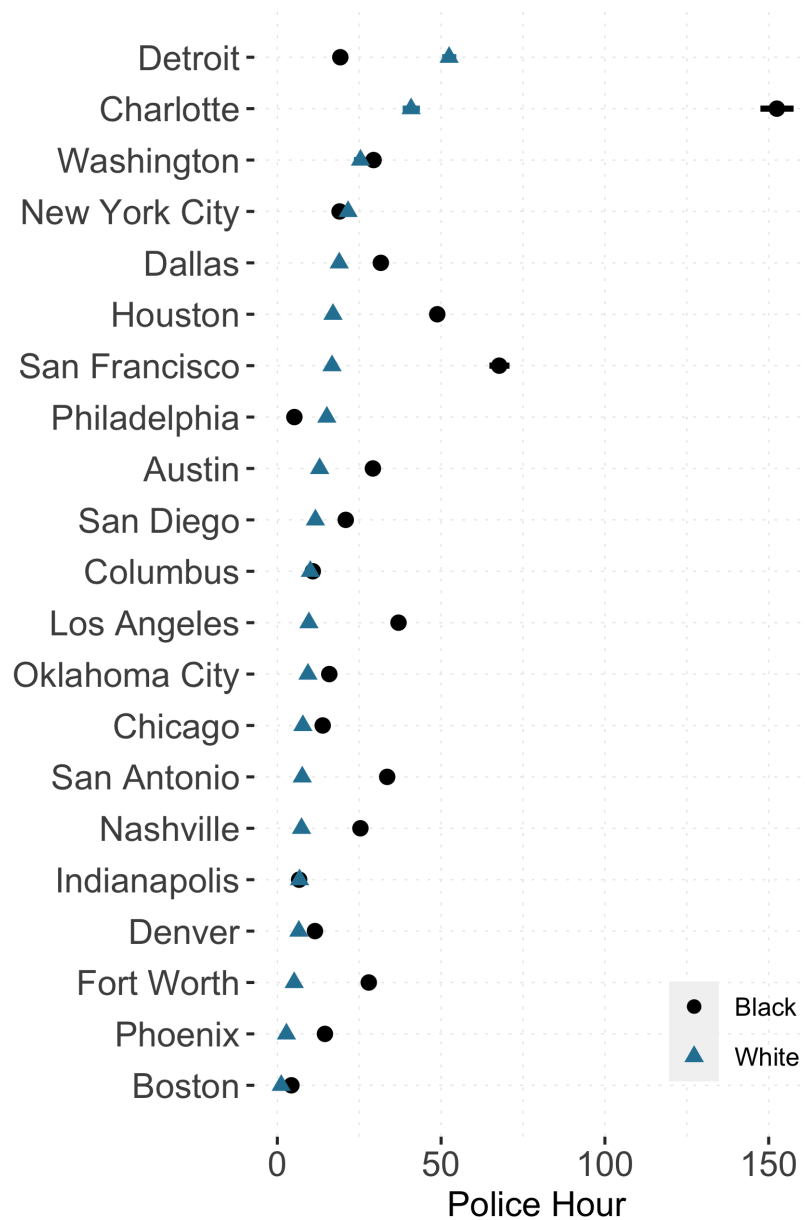 Detroit
Charlotte
Washington
New York City
Dallas
Houston
San Francisco
Philadelphia
Austin
San Diego
Columbus
Los Angeles
Oklahoma City
Chicago
San Antonio
Nashville
Indianapolis
Denver
Fort Worth
Phoenix
Boston
Black
White
0 50 100 150
Police Hour